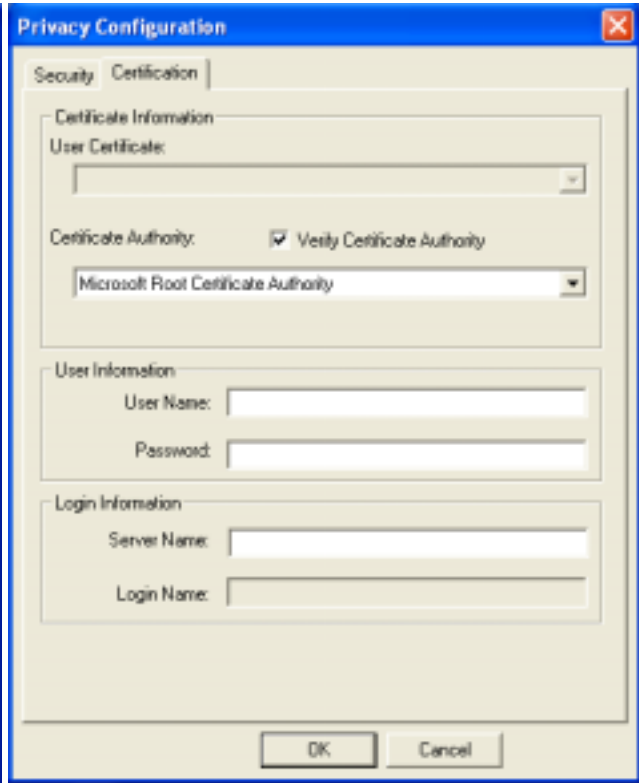 Privacy Configuration
Security Certification
Certificate Information
User Certificate:
Certificate Authority: Verify Certificate Authority
Microsoft Root Certificate Authority
User Information
User Name:
Password:
Login Information
Server Name:
Login Name:
OK Cancel